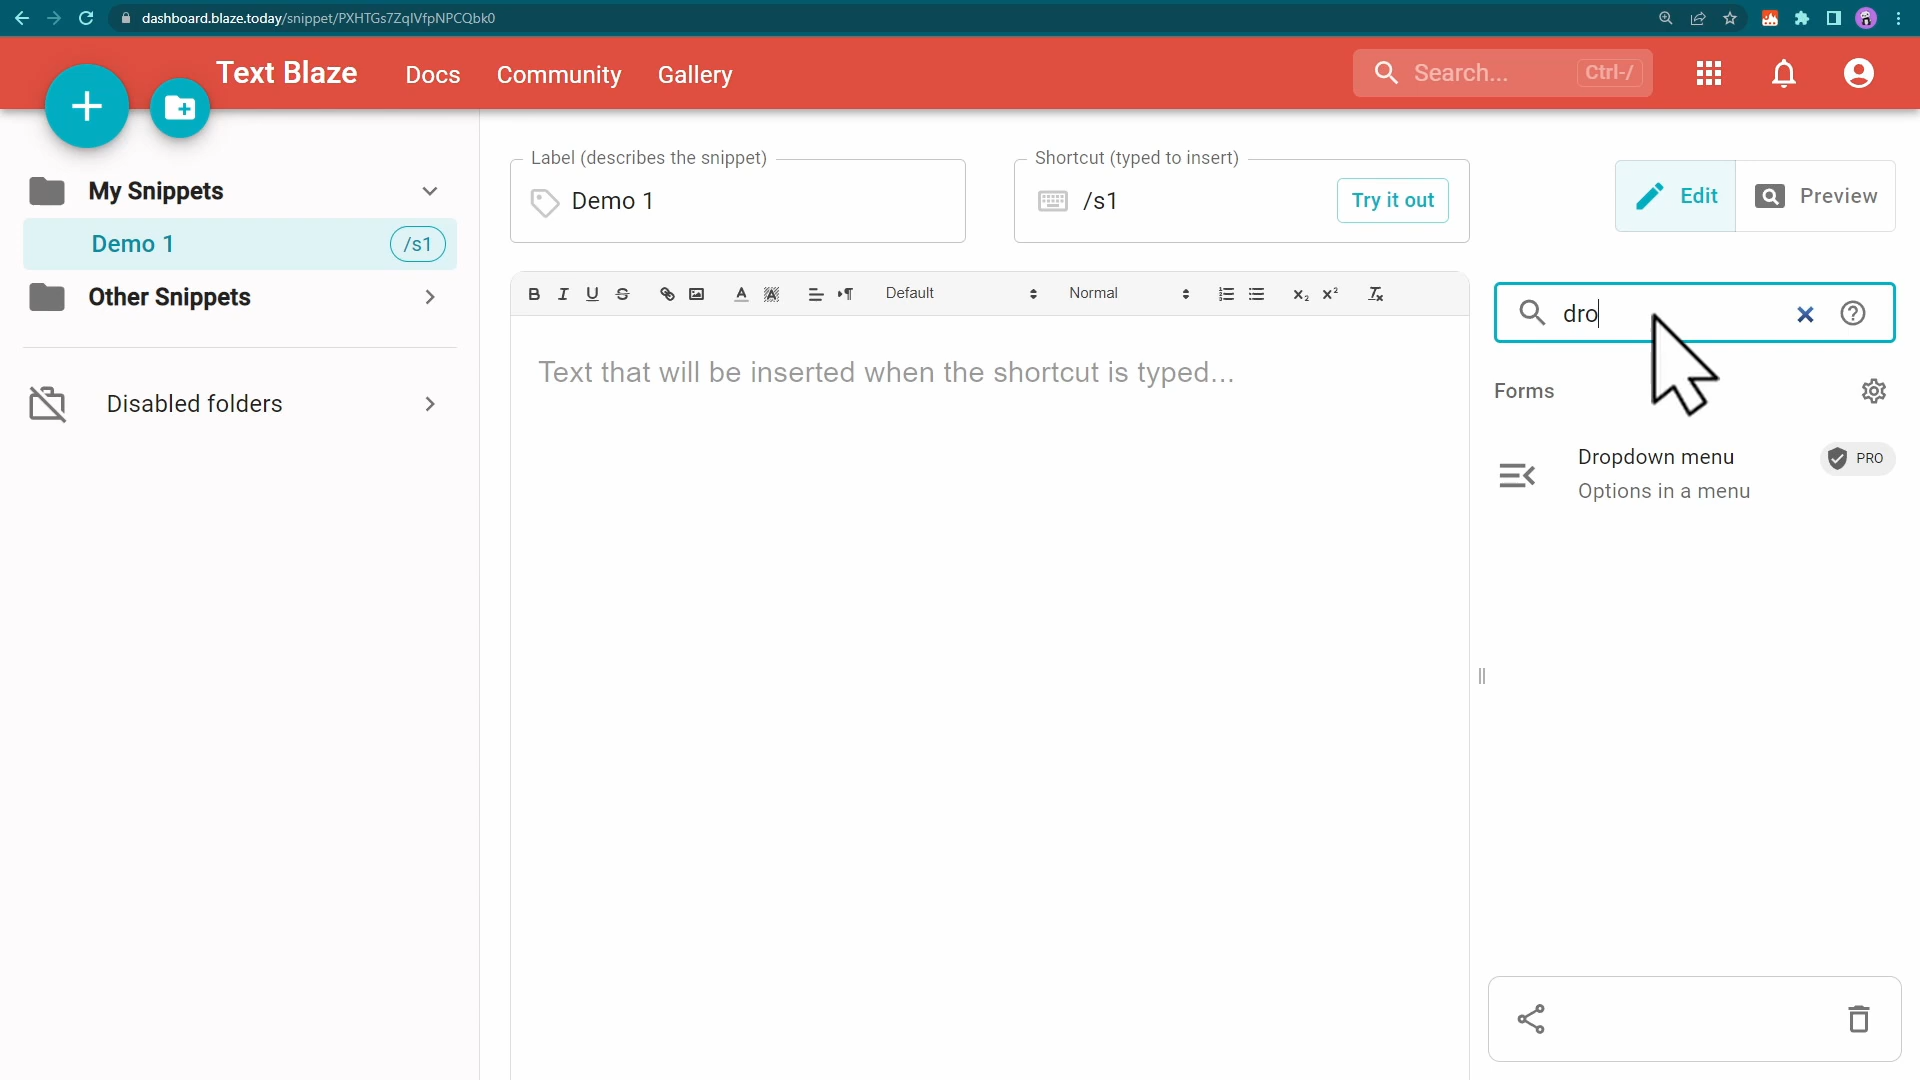 dashboard.blaze.today/snippet/PXHTGs7ZqlVfpNPCQbk0
Text Blaze
Docs
Community
Gallery
Search...
Ctrl-/
My Snippets
Demo 1
/s1
Other Snippets
Disabled folders
Label (describes the snippet)
Demo 1
Shortcut (typed to insert)
/s1
Try it out
Edit
Preview
Default
Normal
Text that will be inserted when the shortcut is typed...
dro
Forms
Dropdown menu
PRO
Options in a menu